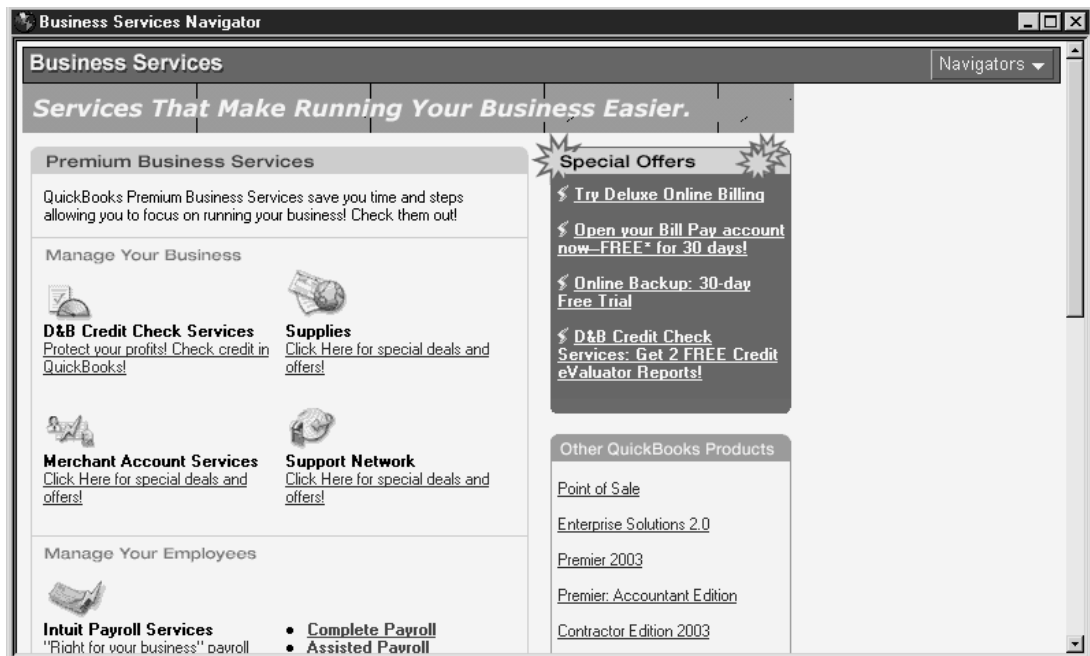 Business Services Navigator
Business Services
Navigators
Services That Make Running Your Business Easier.
Premium Business Services
QuickBooks Premium Business Services save you time and steps
allowing you to focus on running your business! Check them out!
Manage Your Business
D&B Credit Check Services
Protect your profits! Check credit in
QuickBooks!
Supplies
Click Here for special deals and
offers!
Merchant Account Services
Click Here for special deals and
offers!
Support Network
Click Here for special deals and
offers!
Manage Your Employees
Intuit Payroll Services
"Right for your business" payroll
• Complete Payroll
• Assisted Payroll
Special Offers
Try Deluxe Online Billing
Open your Bill Pay account
now–FREE* for 30 days!
Online Backup: 30-day
Free Trial
D&B Credit Check
Services: Get 2 FREE Credit
eValuator Reports!
Other QuickBooks Products
Point of Sale
Enterprise Solutions 2.0
Premier 2003
Premier: Accountant Edition
Contractor Edition 2003